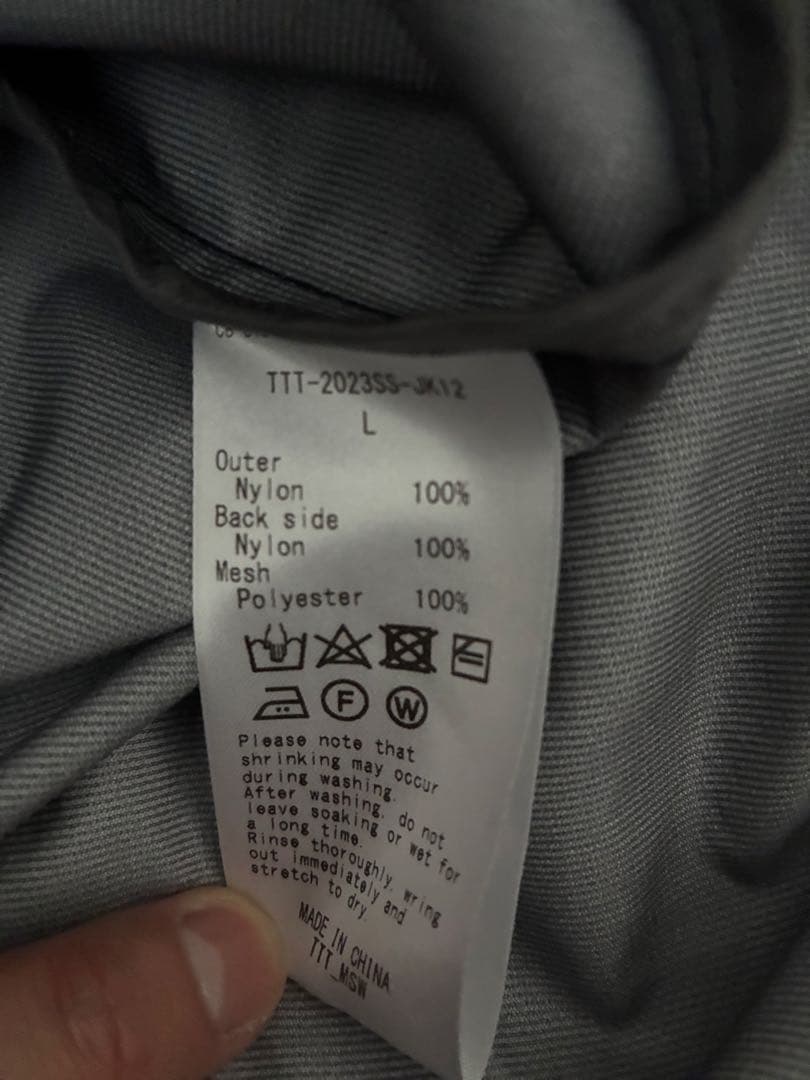 TTT-2023SS-JK12
L
Outer
Nylon 100%
Back side
Nylon 100%
Mesh
Polyester 100%
F W
Please note that
shrinking may occur
during washing.
After washing, do not
leave soaking or wet for
a long time.
Rinse thoroughly, wring
out immediately and
stretch to dry.
MADE IN CHINA
TTT_MSW